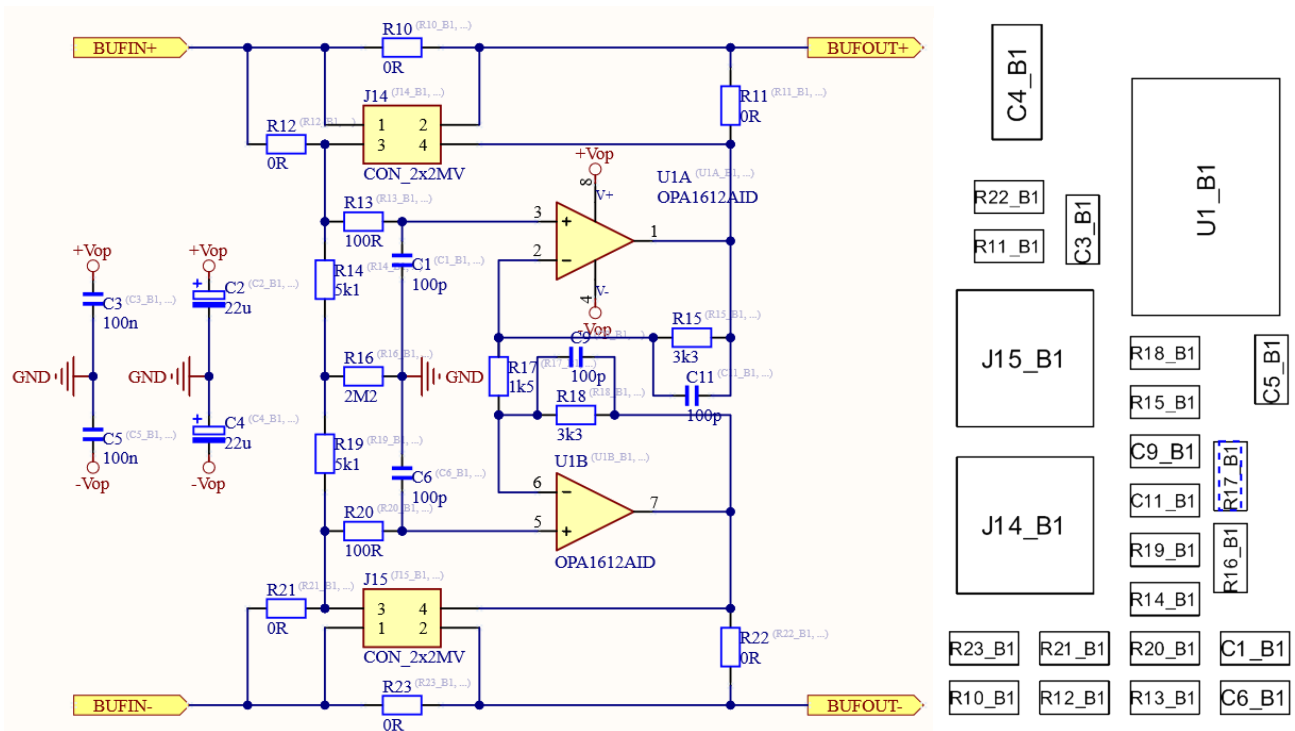 R10 (R10_B1, ...)
BUFIN+
BUFOUT+
0R
J14 (J14_B1, ...)
R11 (R11_B1, ...)
0R
R12 (R12_B1, ...)
1 2
3 4
0R
CON_2x2MV
+Vop
8
V+
U1A (U1A_B1, ...)
OPA1612AID
R13 (R13_B1, ...)
100R
3
1
2
+Vop
+Vop
R14 (R14_B1, ...)
5k1
C1 (C1_B1, ...)
100p
V-
4
-Vop
C3 (C3_B1, ...)
100n
C2 (C2_B1, ...)
22u
R15 (R15_B1, ...)
3k3
C9
100p
R16 (R16_B1, ...)
2M2
GND
GND
GND
R17 (R17_B1, ...)
1k5
C11 (C11_B1, ...)
100p
R18 (R18_B1, ...)
3k3
C5 (C5_B1, ...)
100n
C4 (C4_B1, ...)
22u
-Vop
-Vop
R19 (R19_B1, ...)
5k1
C6 (C6_B1, ...)
100p
U1B (U1B_B1, ...)
6
7
5
R20 (R20_B1, ...)
100R
OPA1612AID
J15 (J15_B1, ...)
R21 (R21_B1, ...)
0R
3 4
1 2
CON_2x2MV
R22 (R22_B1, ...)
0R
R23 (R23_B1, ...)
0R
BUFIN-
BUFOUT-
C4_B1
U1_B1
R22_B1
C3_B1
R11_B1
J15_B1
R18_B1
C5_B1
R15_B1
C9_B1
R17_B1
J14_B1
C11_B1
R19_B1
R16_B1
R14_B1
R23_B1
R21_B1
R20_B1
C1_B1
R10_B1
R12_B1
R13_B1
C6_B1